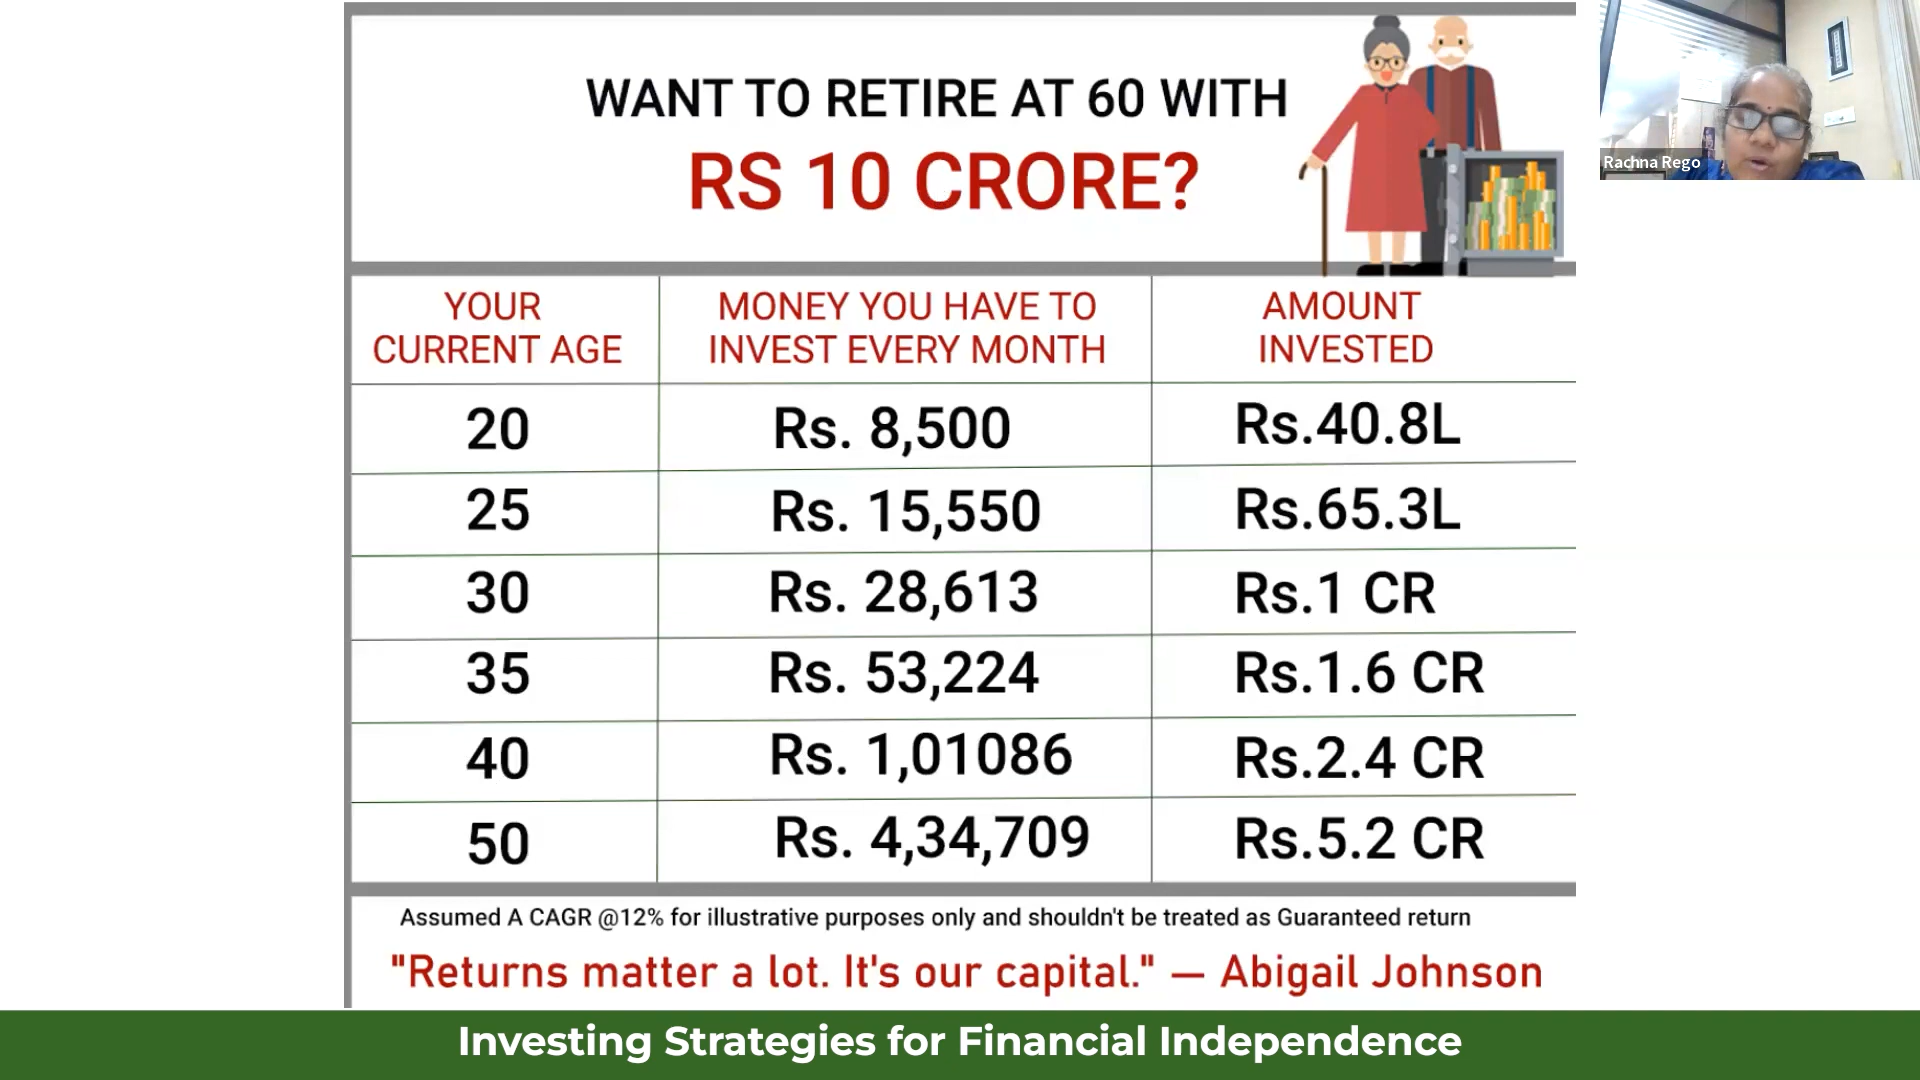 WANT TO RETIRE AT 60 WITH
RS 10 CRORE?
Rachna Rego
YOUR CURRENT AGE
MONEY YOU HAVE TO INVEST EVERY MONTH
AMOUNT INVESTED
20 Rs. 8,500 Rs.40.8L
25 Rs. 15,550 Rs.65.3L
30 Rs. 28,613 Rs.1 CR
35 Rs. 53,224 Rs.1.6 CR
40 Rs. 1,01086 Rs.2.4 CR
50 Rs. 4,34,709 Rs.5.2 CR
Assumed A CAGR @12% for illustrative purposes only and shouldn't be treated as Guaranteed return
"Returns matter a lot. It's our capital." — Abigail Johnson
Investing Strategies for Financial Independence